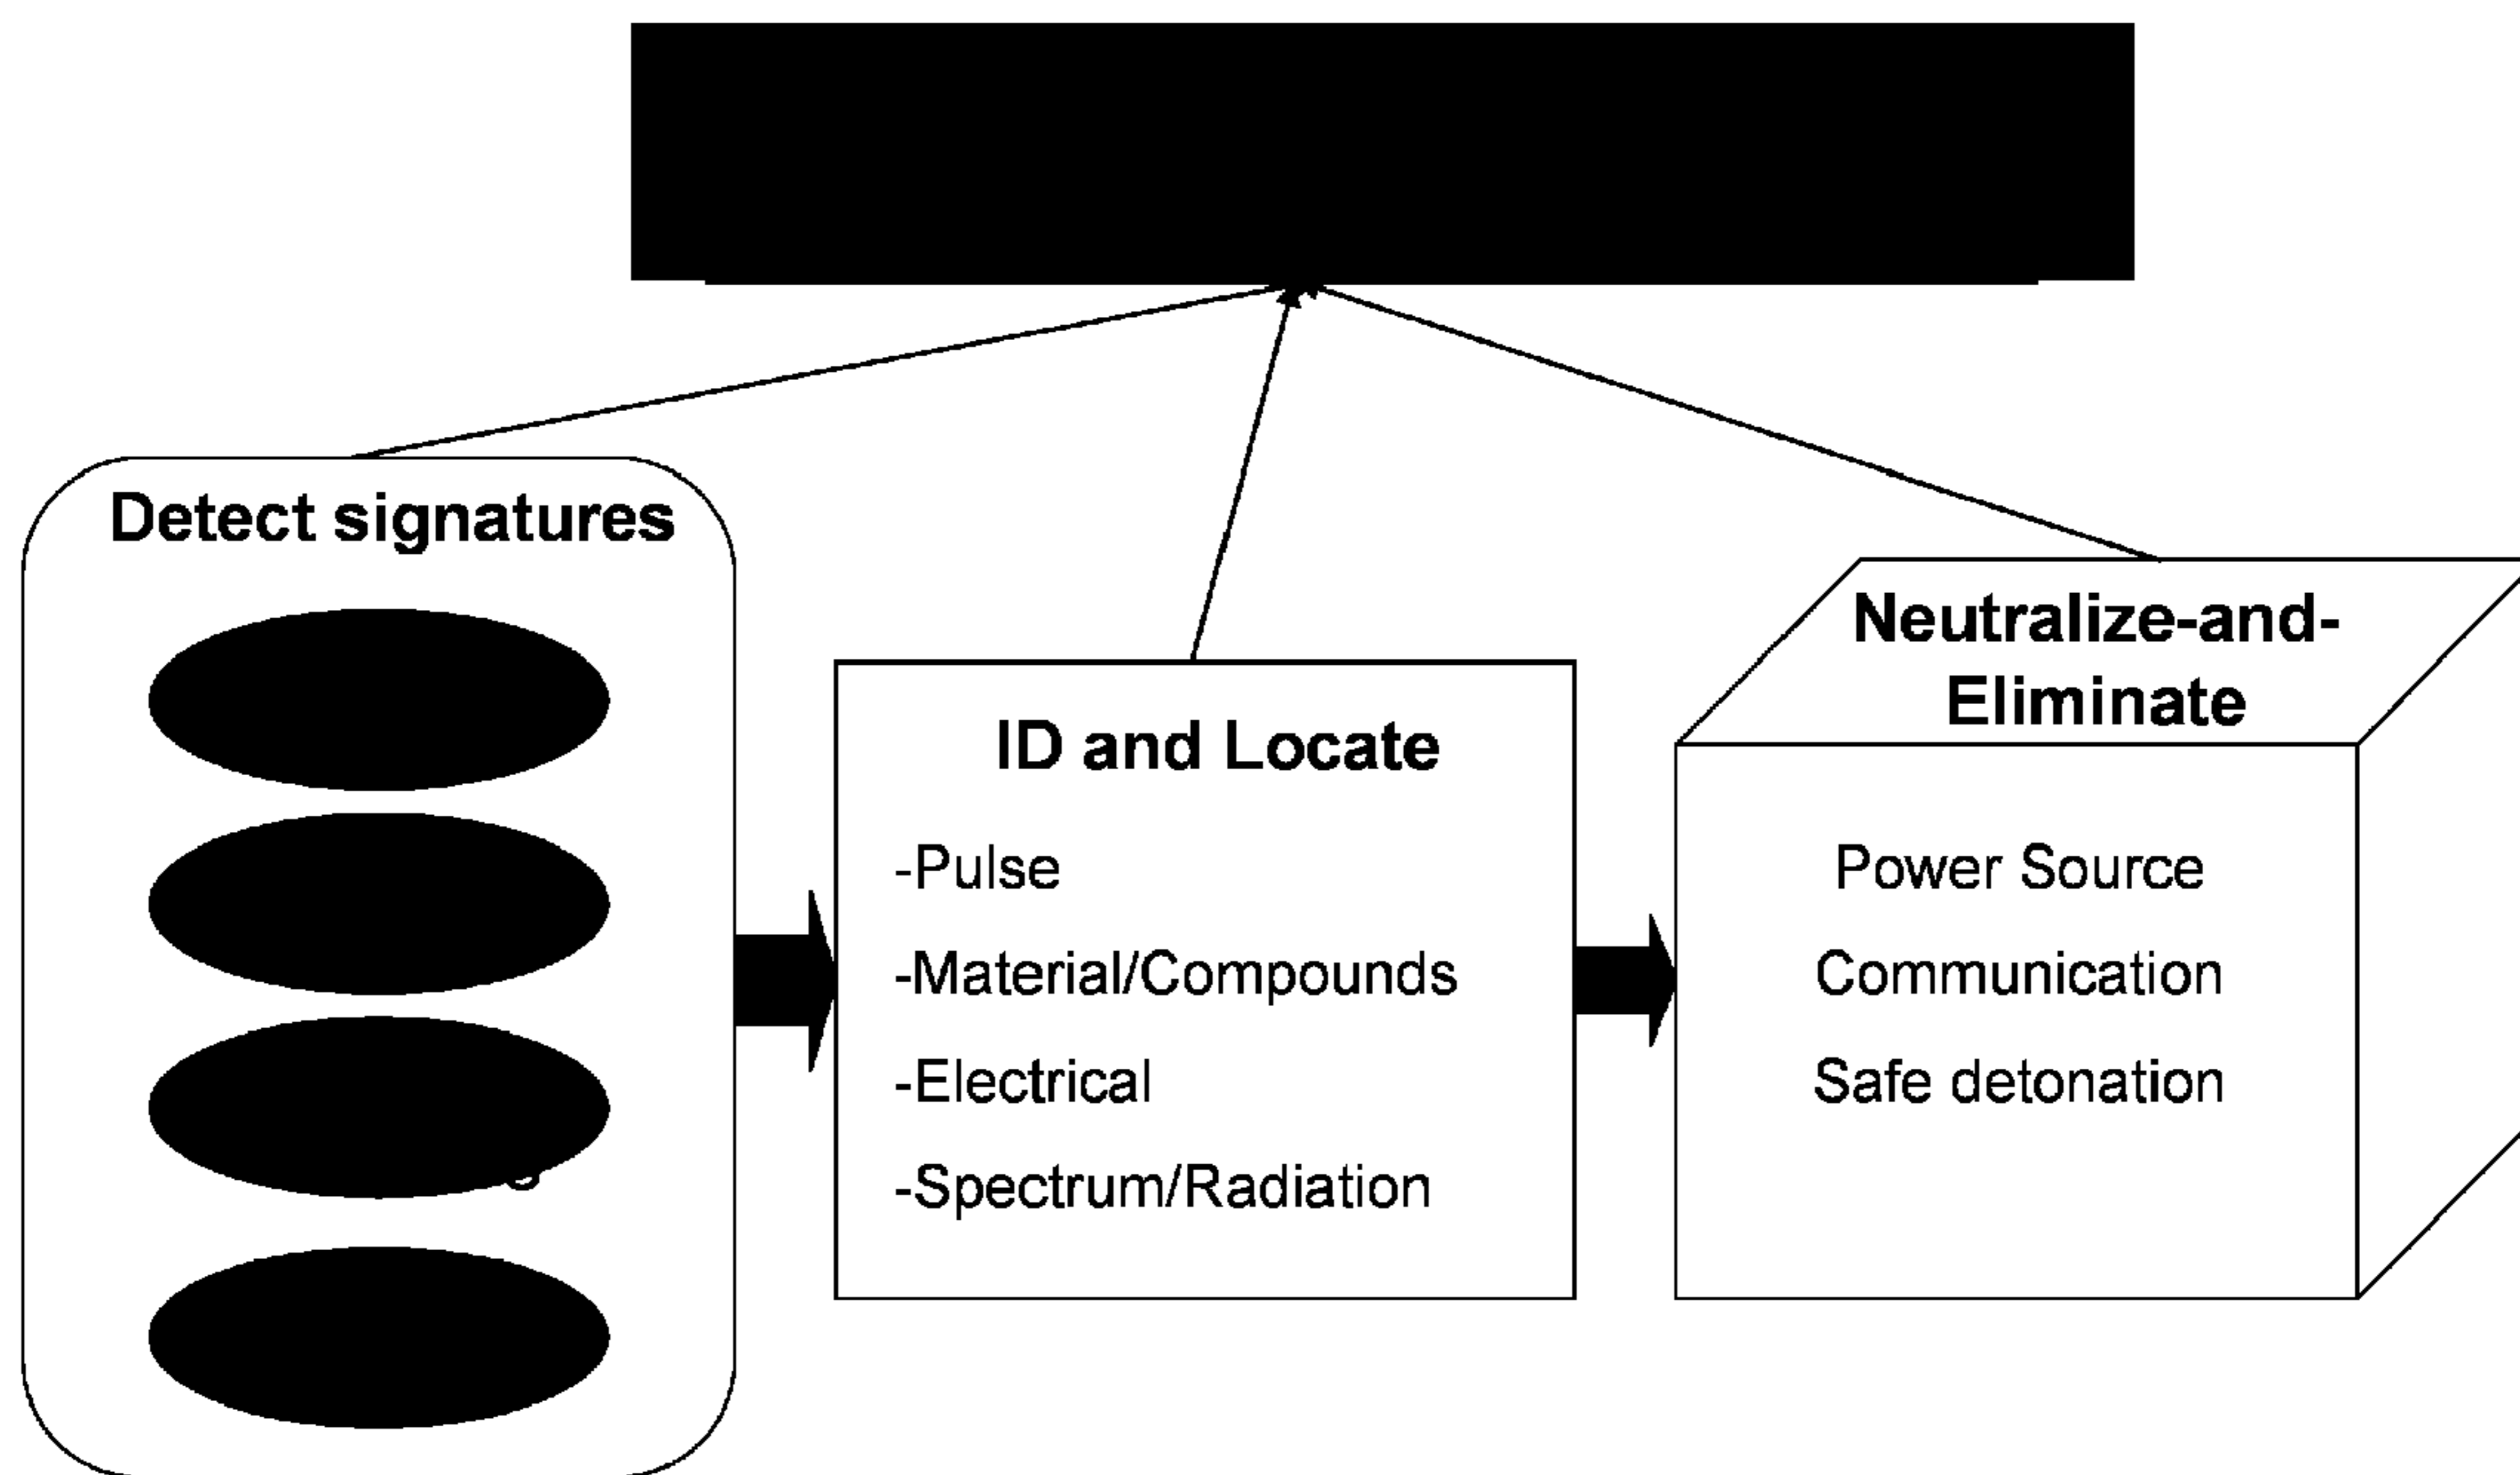 Detect signatures
ID and Locate
-Pulse
-Material/Compounds
-Electrical
-Spectrum/Radiation
Neutralize-and-
Eliminate
Power Source
Communication
Safe detonation